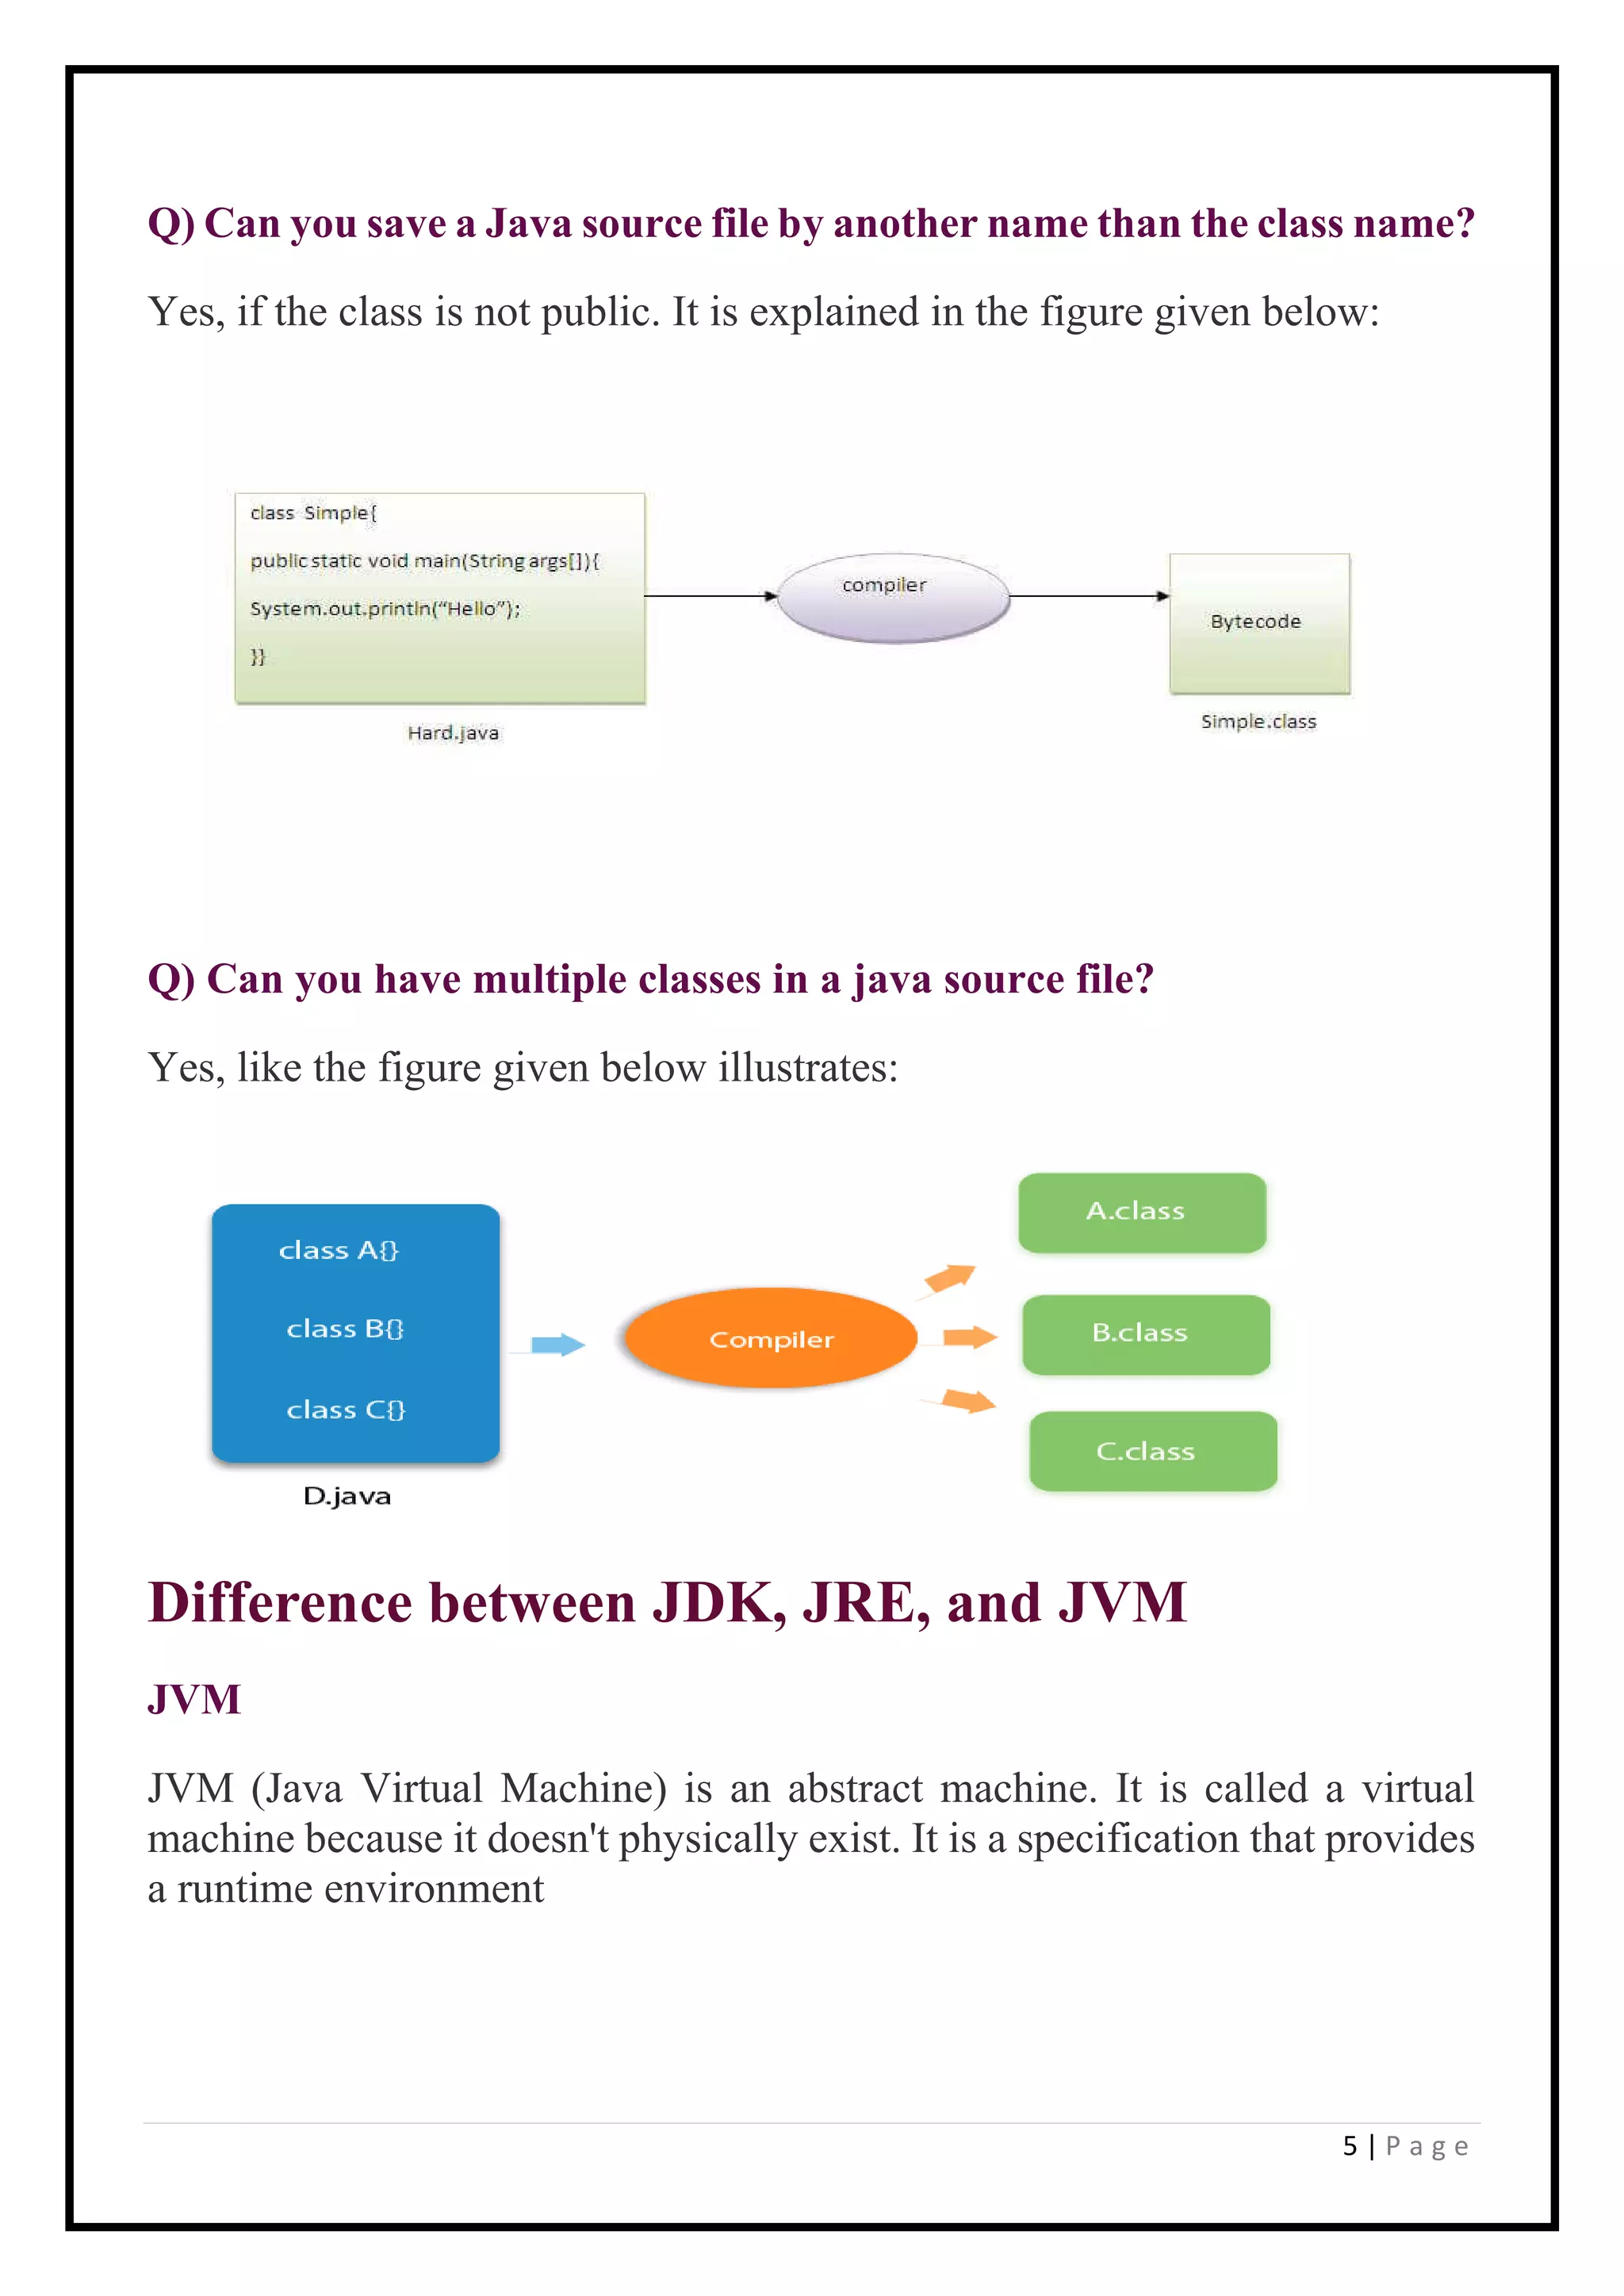 Q) Can you save a Java source file by another name than the class name?
Yes, if the class is not public. It is explained in the figure given below:
class Simple{
public static void main(String args[]){
System.out.println(“Hello”);
}}
Hard.java
compiler
Bytecode
Simple.class
Q) Can you have multiple classes in a java source file?
Yes, like the figure given below illustrates:
class A{}
class B{}
class C{}
D.java
Compiler
A.class
B.class
C.class
Difference between JDK, JRE, and JVM
JVM
JVM (Java Virtual Machine) is an abstract machine. It is called a virtual
machine because it doesn't physically exist. It is a specification that provides
a runtime environment
5 | P a g e